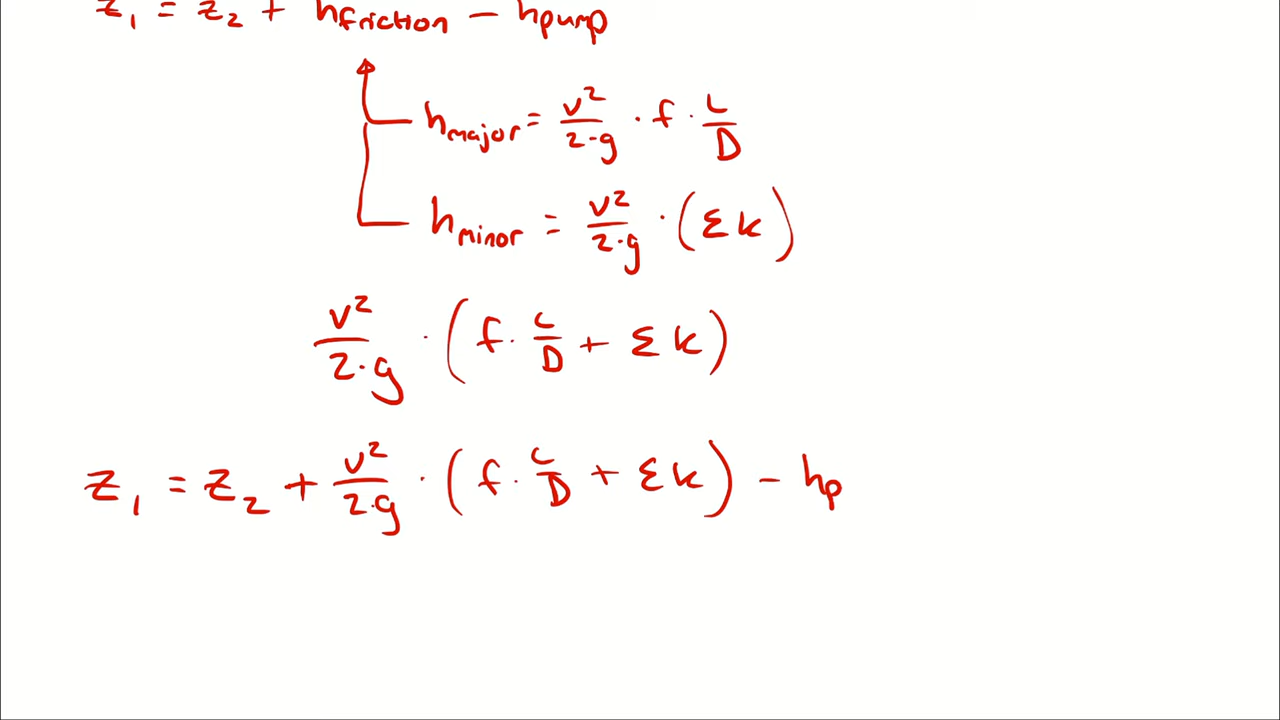 z₁ = z₂ + hfriction − hpump
hmajor = v²/2·g · f · L/D
hminor = v²/2·g · (Σk)
v²/2·g · (f · L/D + Σk)
z₁ = z₂ + v²/2·g · (f · L/D + Σk) − hp